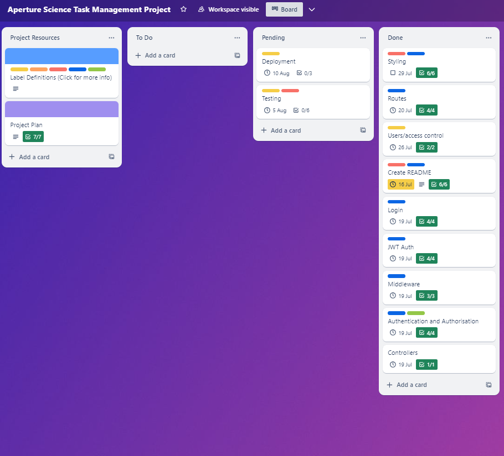 Aperture Science Task Management Project
Workspace visible
Board
Project Resources
Label Definitions (Click for more info)
Project Plan
7/7
Add a card
To Do
Add a card
Pending
Deployment
10 Aug 0/3
Testing
5 Aug 0/6
Add a card
Done
Styling
29 Jul 6/6
Routes
20 Jul 4/4
Users/access control
26 Jul 2/2
Create README
18 Jul 6/6
Login
19 Jul 4/4
JWT Auth
19 Jul 4/4
Middleware
19 Jul 3/3
Authentication and Authorisation
19 Jul 4/4
Controllers
19 Jul 1/1
Add a card